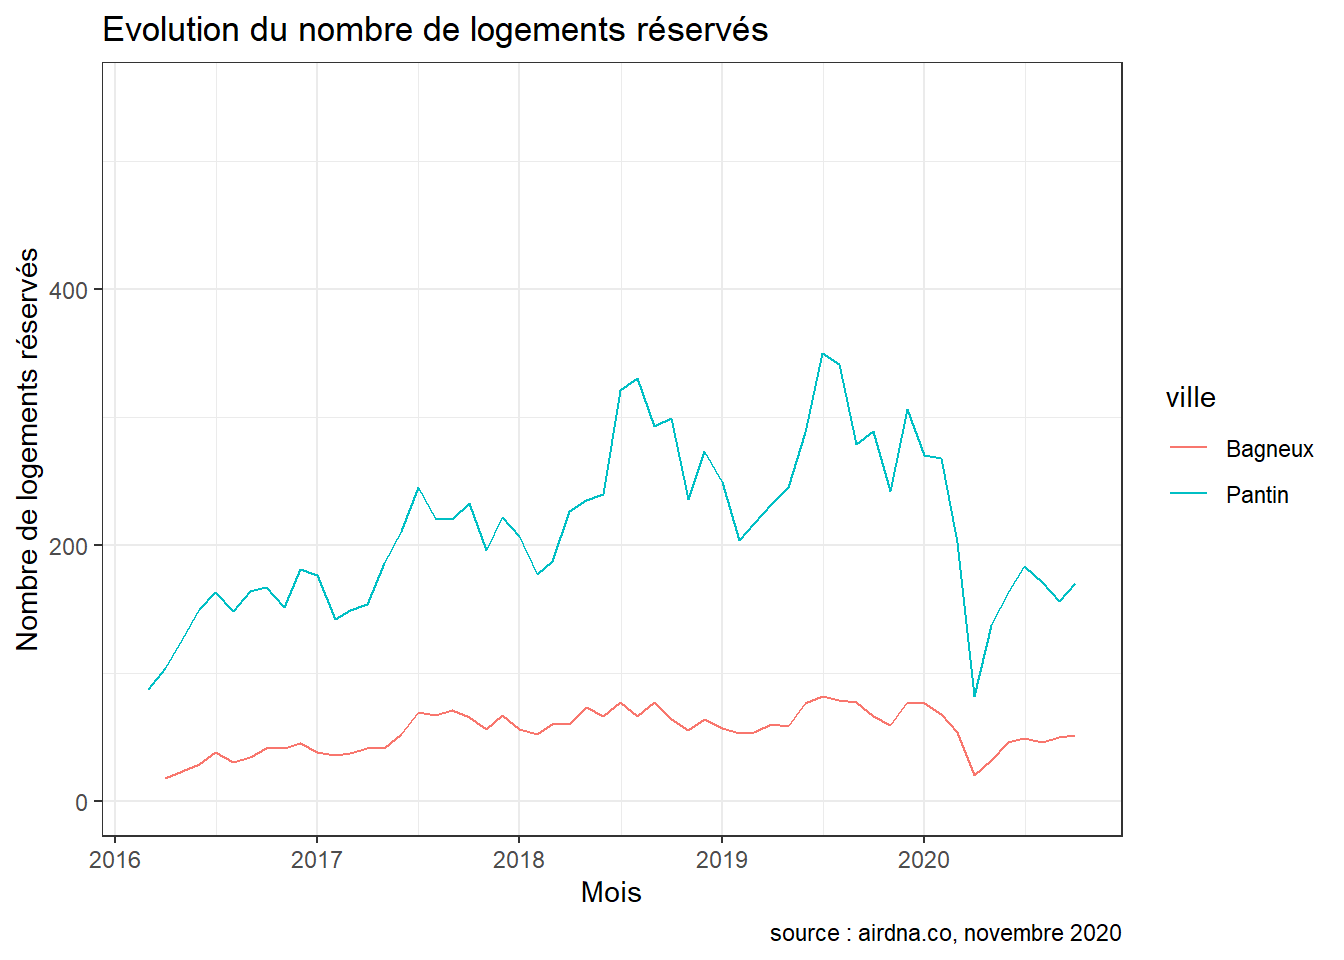 Evolution du nombre de logements réservés
Nombre de logements réservés
400
200
0
2016
2017
2018
2019
2020
Mois
ville
Bagneux
Pantin
source : airdna.co, novembre 2020